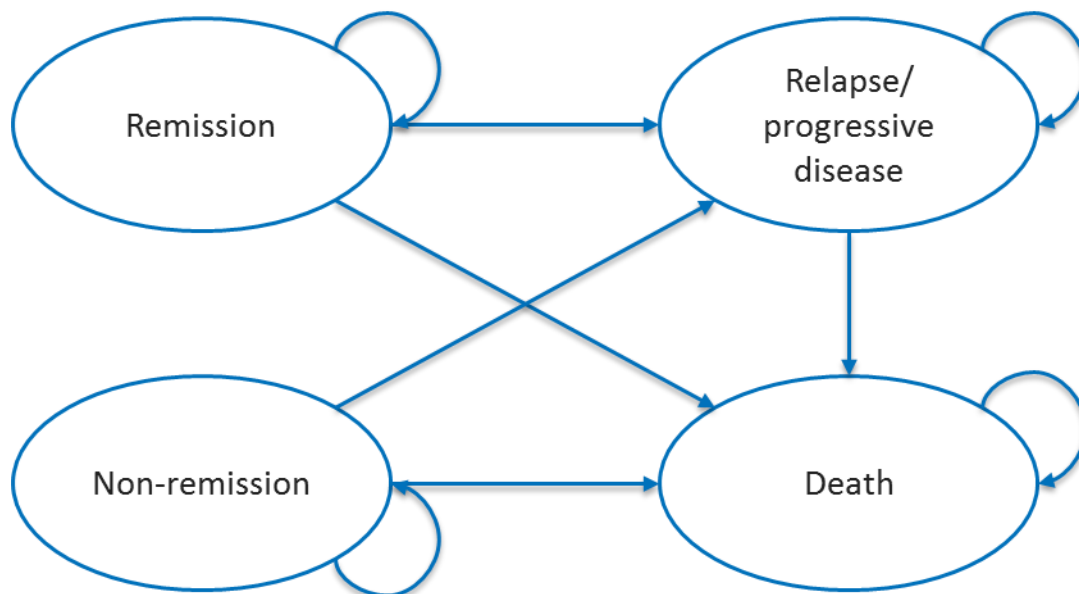 Remission
Relapse/
progressive
disease
Non-remission
Death